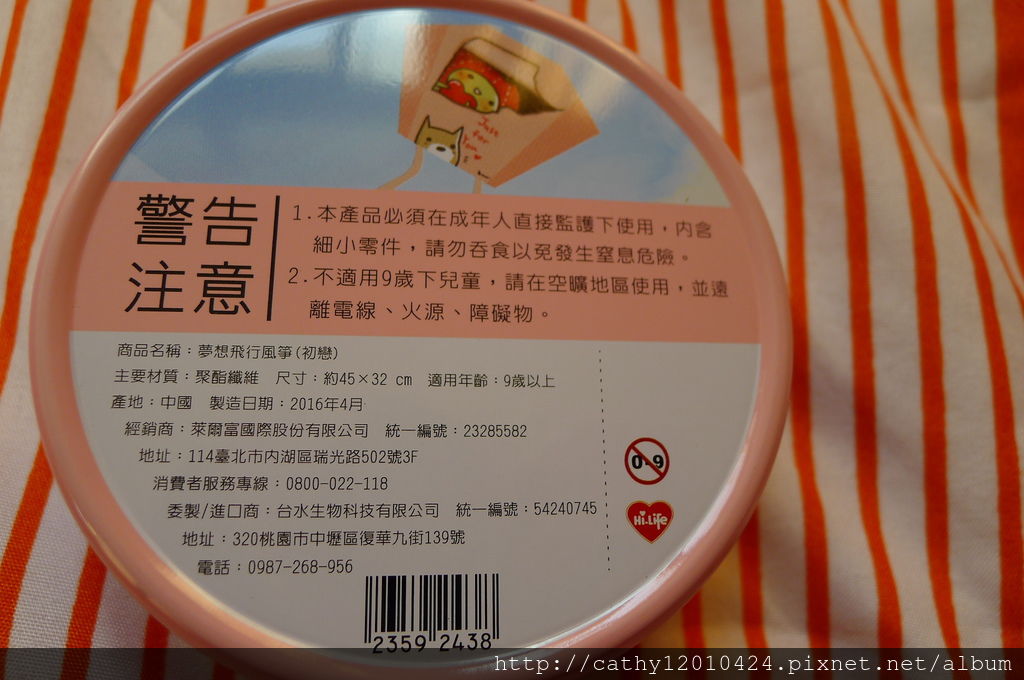 Just
for
You
警告
注意
1.本產品必須在成年人直接監護下使用，內含
細小零件，請勿吞食以免發生窒息危險。
2.不適用9歲下兒童，請在空曠地區使用，並遠
離電線、火源、障礙物。
商品名稱：夢想飛行風箏(初戀)
主要材質：聚酯纖維 尺寸：約45×32 cm 適用年齡：9歲以上
產地：中國 製造日期：2016年4月
經銷商：萊爾富國際股份有限公司 統一編號：23285582
地址：114臺北市內湖區瑞光路502號3F
消費者服務專線：0800-022-118
委製/進口商：台水生物科技有限公司 統一編號：54240745
地址：320桃園市中壢區復華九街139號
電話：0987-268-956
0-9
Hi-Life
2359 2438
http://cathy12010424.pixnet.net/album